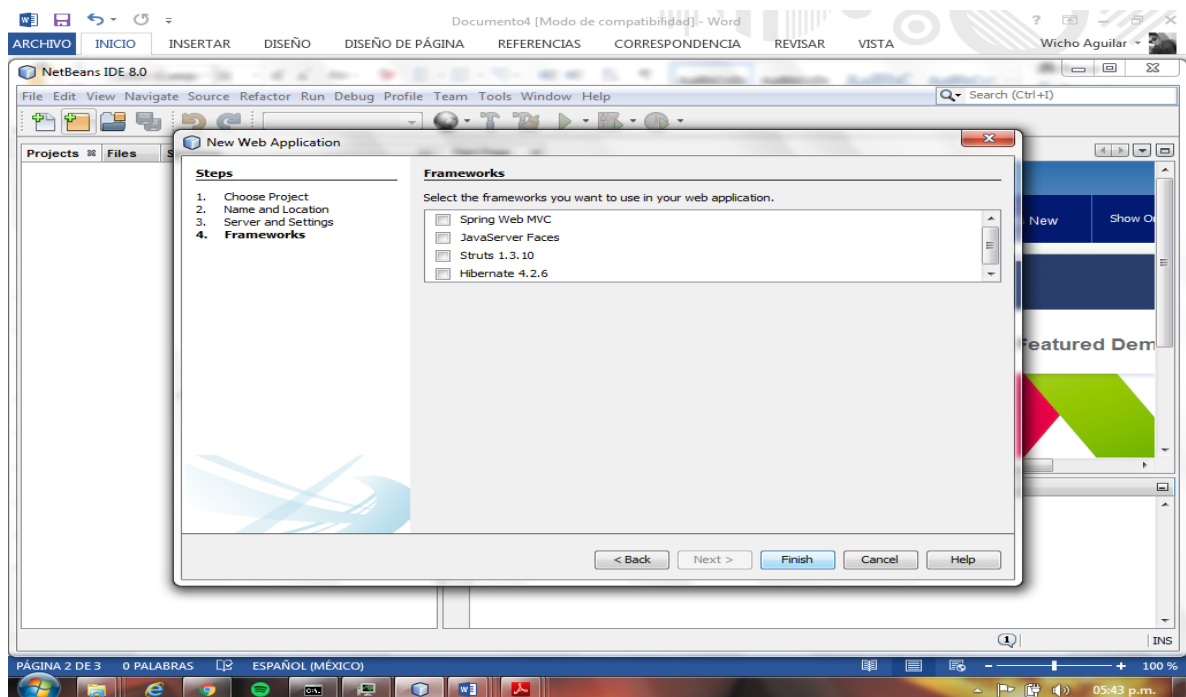 Documento4 [Modo de compatibilidad] - Word
ARCHIVO INICIO INSERTAR DISEÑO DISEÑO DE PÁGINA REFERENCIAS CORRESPONDENCIA REVISAR VISTA Wicho Aguilar
NetBeans IDE 8.0
File Edit View Navigate Source Refactor Run Debug Profile Team Tools Window Help
Search (Ctrl+I)
New Web Application
Projects Files S
Steps
1. Choose Project
2. Name and Location
3. Server and Settings
4. Frameworks
Frameworks
Select the frameworks you want to use in your web application.
Spring Web MVC
JavaServer Faces
Struts 1.3.10
Hibernate 4.2.6
New Show
Featured Dem
< Back Next > Finish Cancel Help
1 INS
PÁGINA 2 DE 3 0 PALABRAS ESPAÑOL (MÉXICO) 100 %
05:43 p.m.